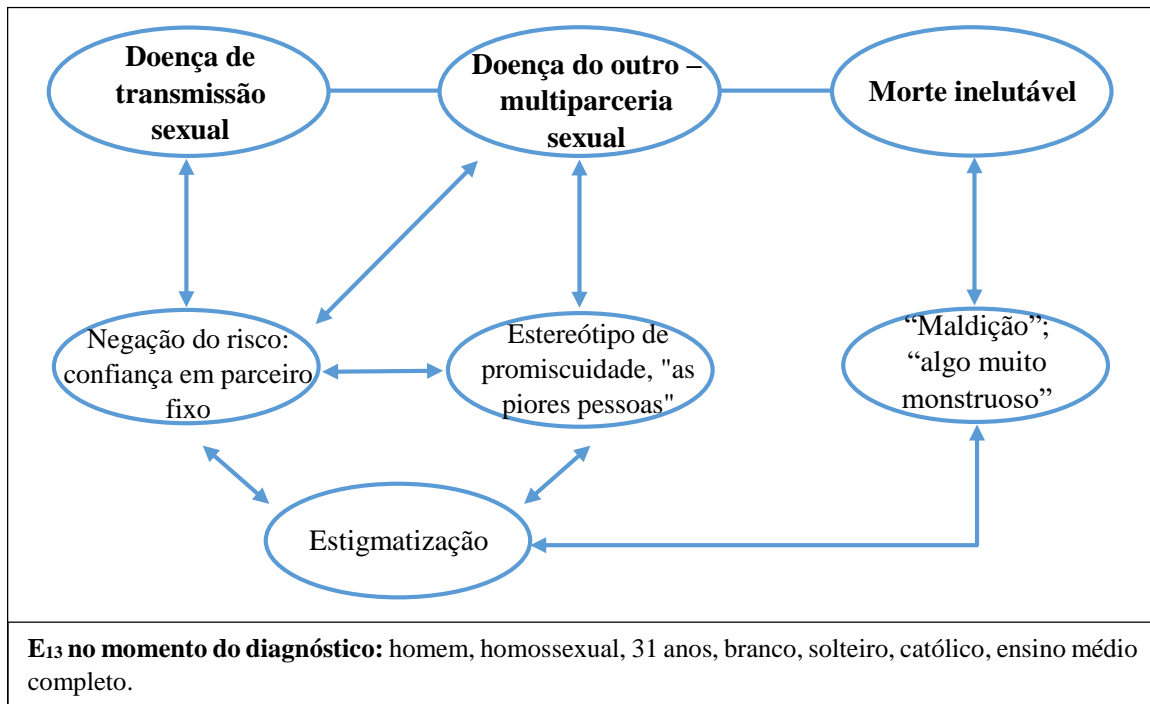 Doença de
transmissão
sexual
Doença do outro –
multiparceria
sexual
Morte inelutável
Negação do risco:
confiança em parceiro
fixo
Estereótipo de
promiscuidade, "as
piores pessoas"
“Maldição”;
“algo muito
monstruoso”
Estigmatização
E13 no momento do diagnóstico: homem, homossexual, 31 anos, branco, solteiro, católico, ensino médio
completo.